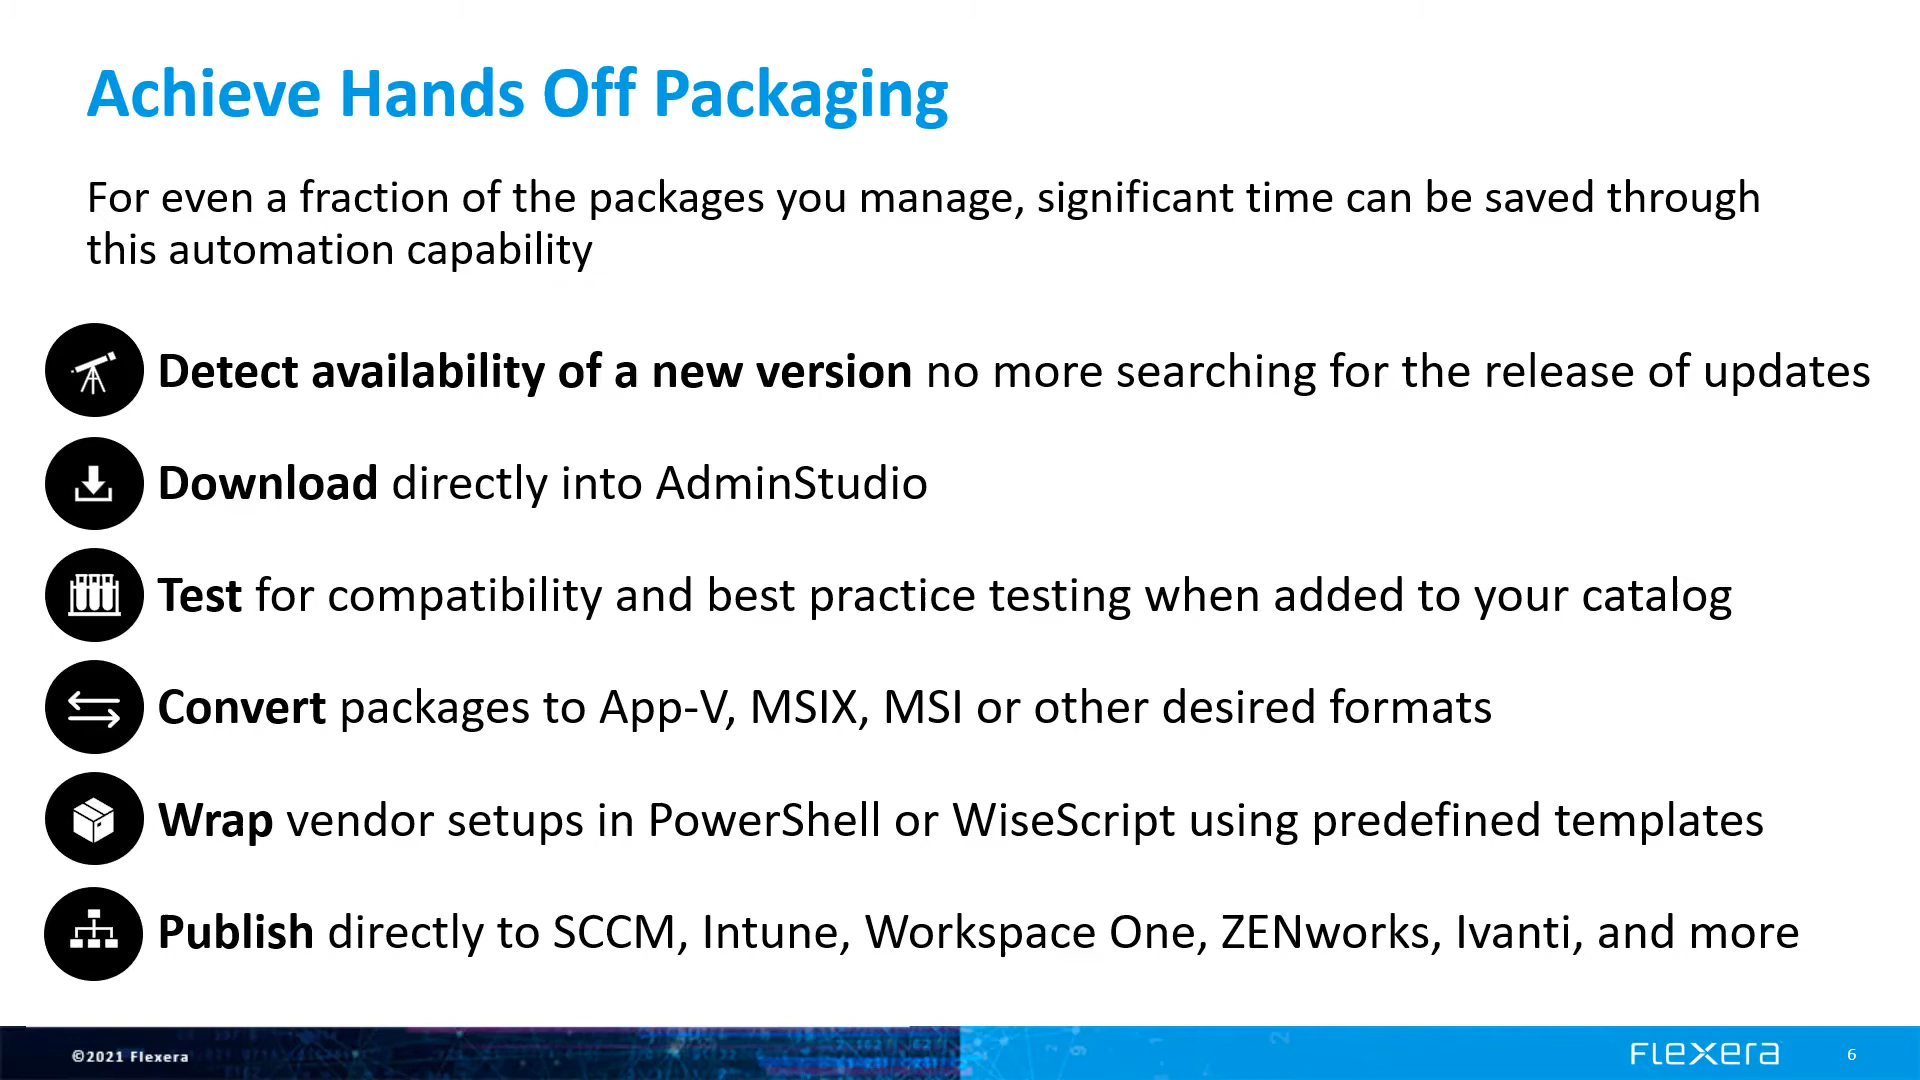 Achieve Hands Off Packaging
For even a fraction of the packages you manage, significant time can be saved through
this automation capability
Detect availability of a new version no more searching for the release of updates
Download directly into AdminStudio
Test for compatibility and best practice testing when added to your catalog
Convert packages to App-V, MSIX, MSI or other desired formats
Wrap vendor setups in PowerShell or WiseScript using predefined templates
Publish directly to SCCM, Intune, Workspace One, ZENworks, Ivanti, and more
©2021 Flexera
FLEXERA
6